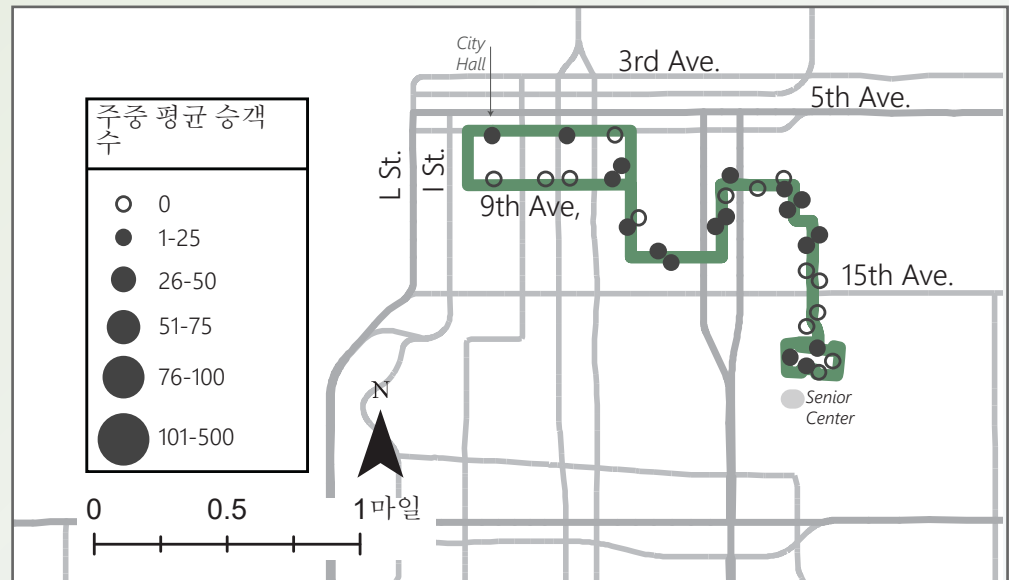 City
Hall
3rd Ave.
5th Ave.
주중 평균 승객
수
L St.
I St.
0
1-25
9th Ave,
26-50
15th Ave.
51-75
76-100
N
Senior
Center
101-500
0 0.5 1마일